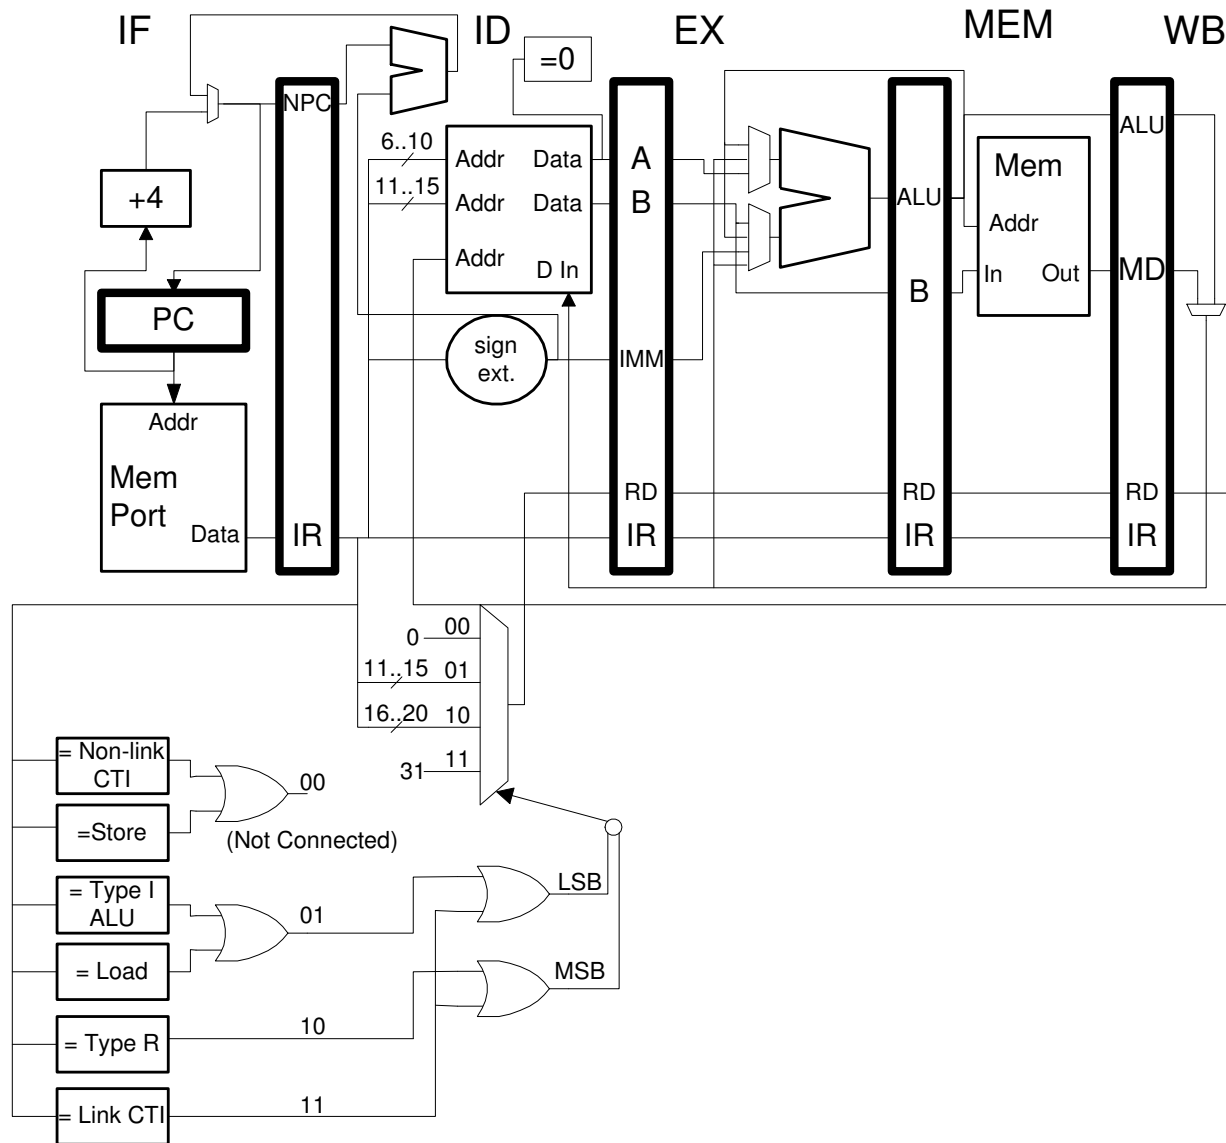 IF
ID
EX
MEM
WB
=0
NPC
+4
PC
Addr
Mem
Port
Data
IR
6..10
11..15
Addr
Data
Addr
Data
Addr
D In
sign
ext.
A
B
IMM
RD
IR
ALU
B
RD
IR
Mem
Addr
In
Out
ALU
MD
RD
IR
0
00
11..15
01
16..20
10
31
11
= Non-link
CTI
00
=Store
(Not Connected)
= Type I
ALU
01
= Load
LSB
MSB
= Type R
10
= Link CTI
11